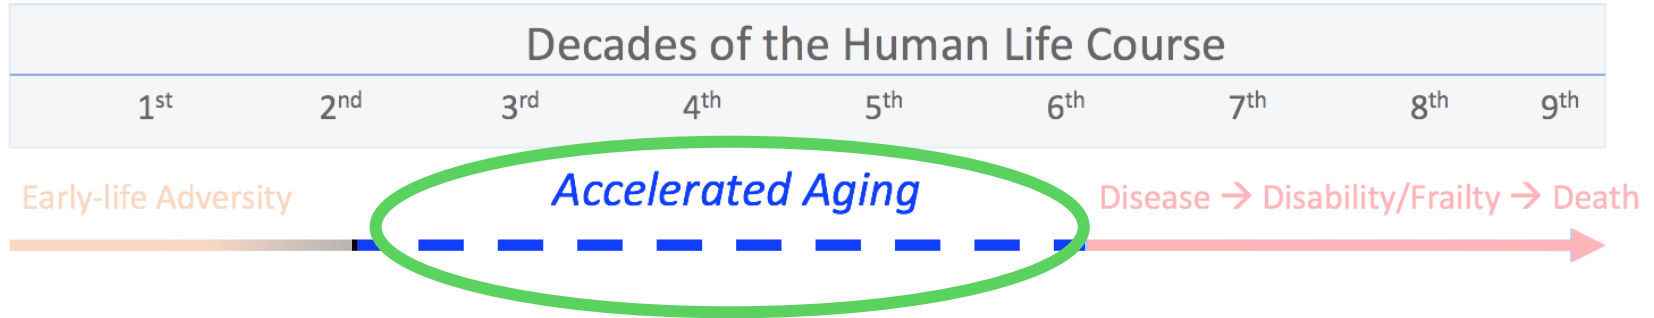 Decades of the Human Life Course
1st 2nd 3rd 4th 5th 6th 7th 8th 9th
Early-life Adversity Accelerated Aging Disease → Disability/Frailty → Death